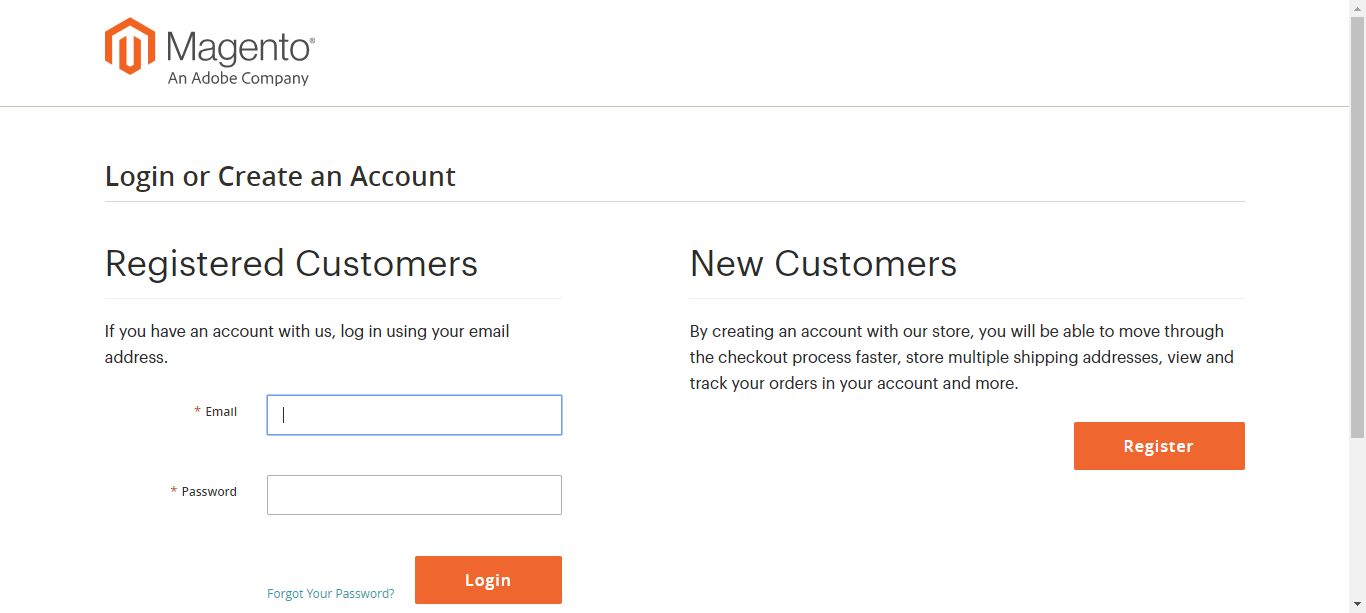 Magento®
An Adobe Company
Login or Create an Account
Registered Customers
If you have an account with us, log in using your email
address.
* Email
* Password
Forgot Your Password?
Login
New Customers
By creating an account with our store, you will be able to move through
the checkout process faster, store multiple shipping addresses, view and
track your orders in your account and more.
Register